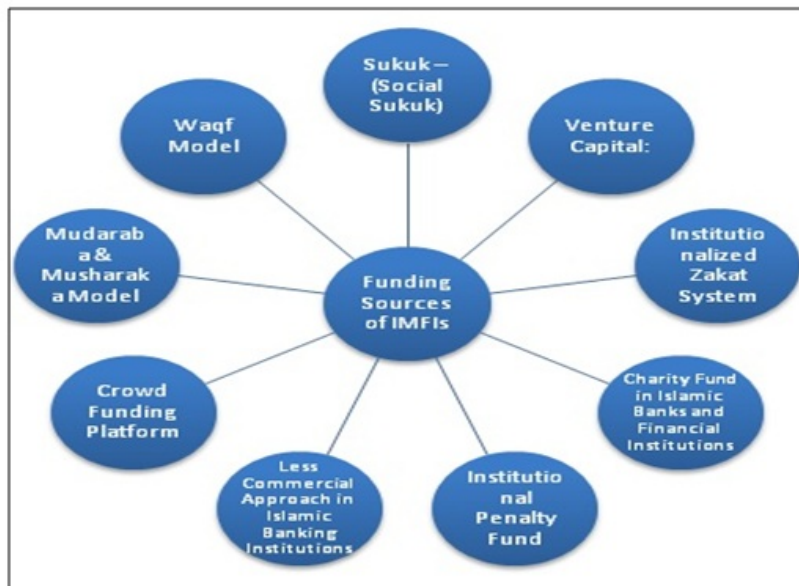 Sukuk –
(Social
Sukuk)
Venture
Capital:
Institutio
nalized
Zakat
System
Charity Fund
in Islamic
Banks and
Financial
Institutions
Institutio
nal
Penalty
Fund
Less
Commercial
Approach in
Islamic
Banking
Institutions
Crowd
Funding
Platform
Mudarab
a &
Musharak
a Model
Waqf
Model
Funding
Sources
of IMFIs